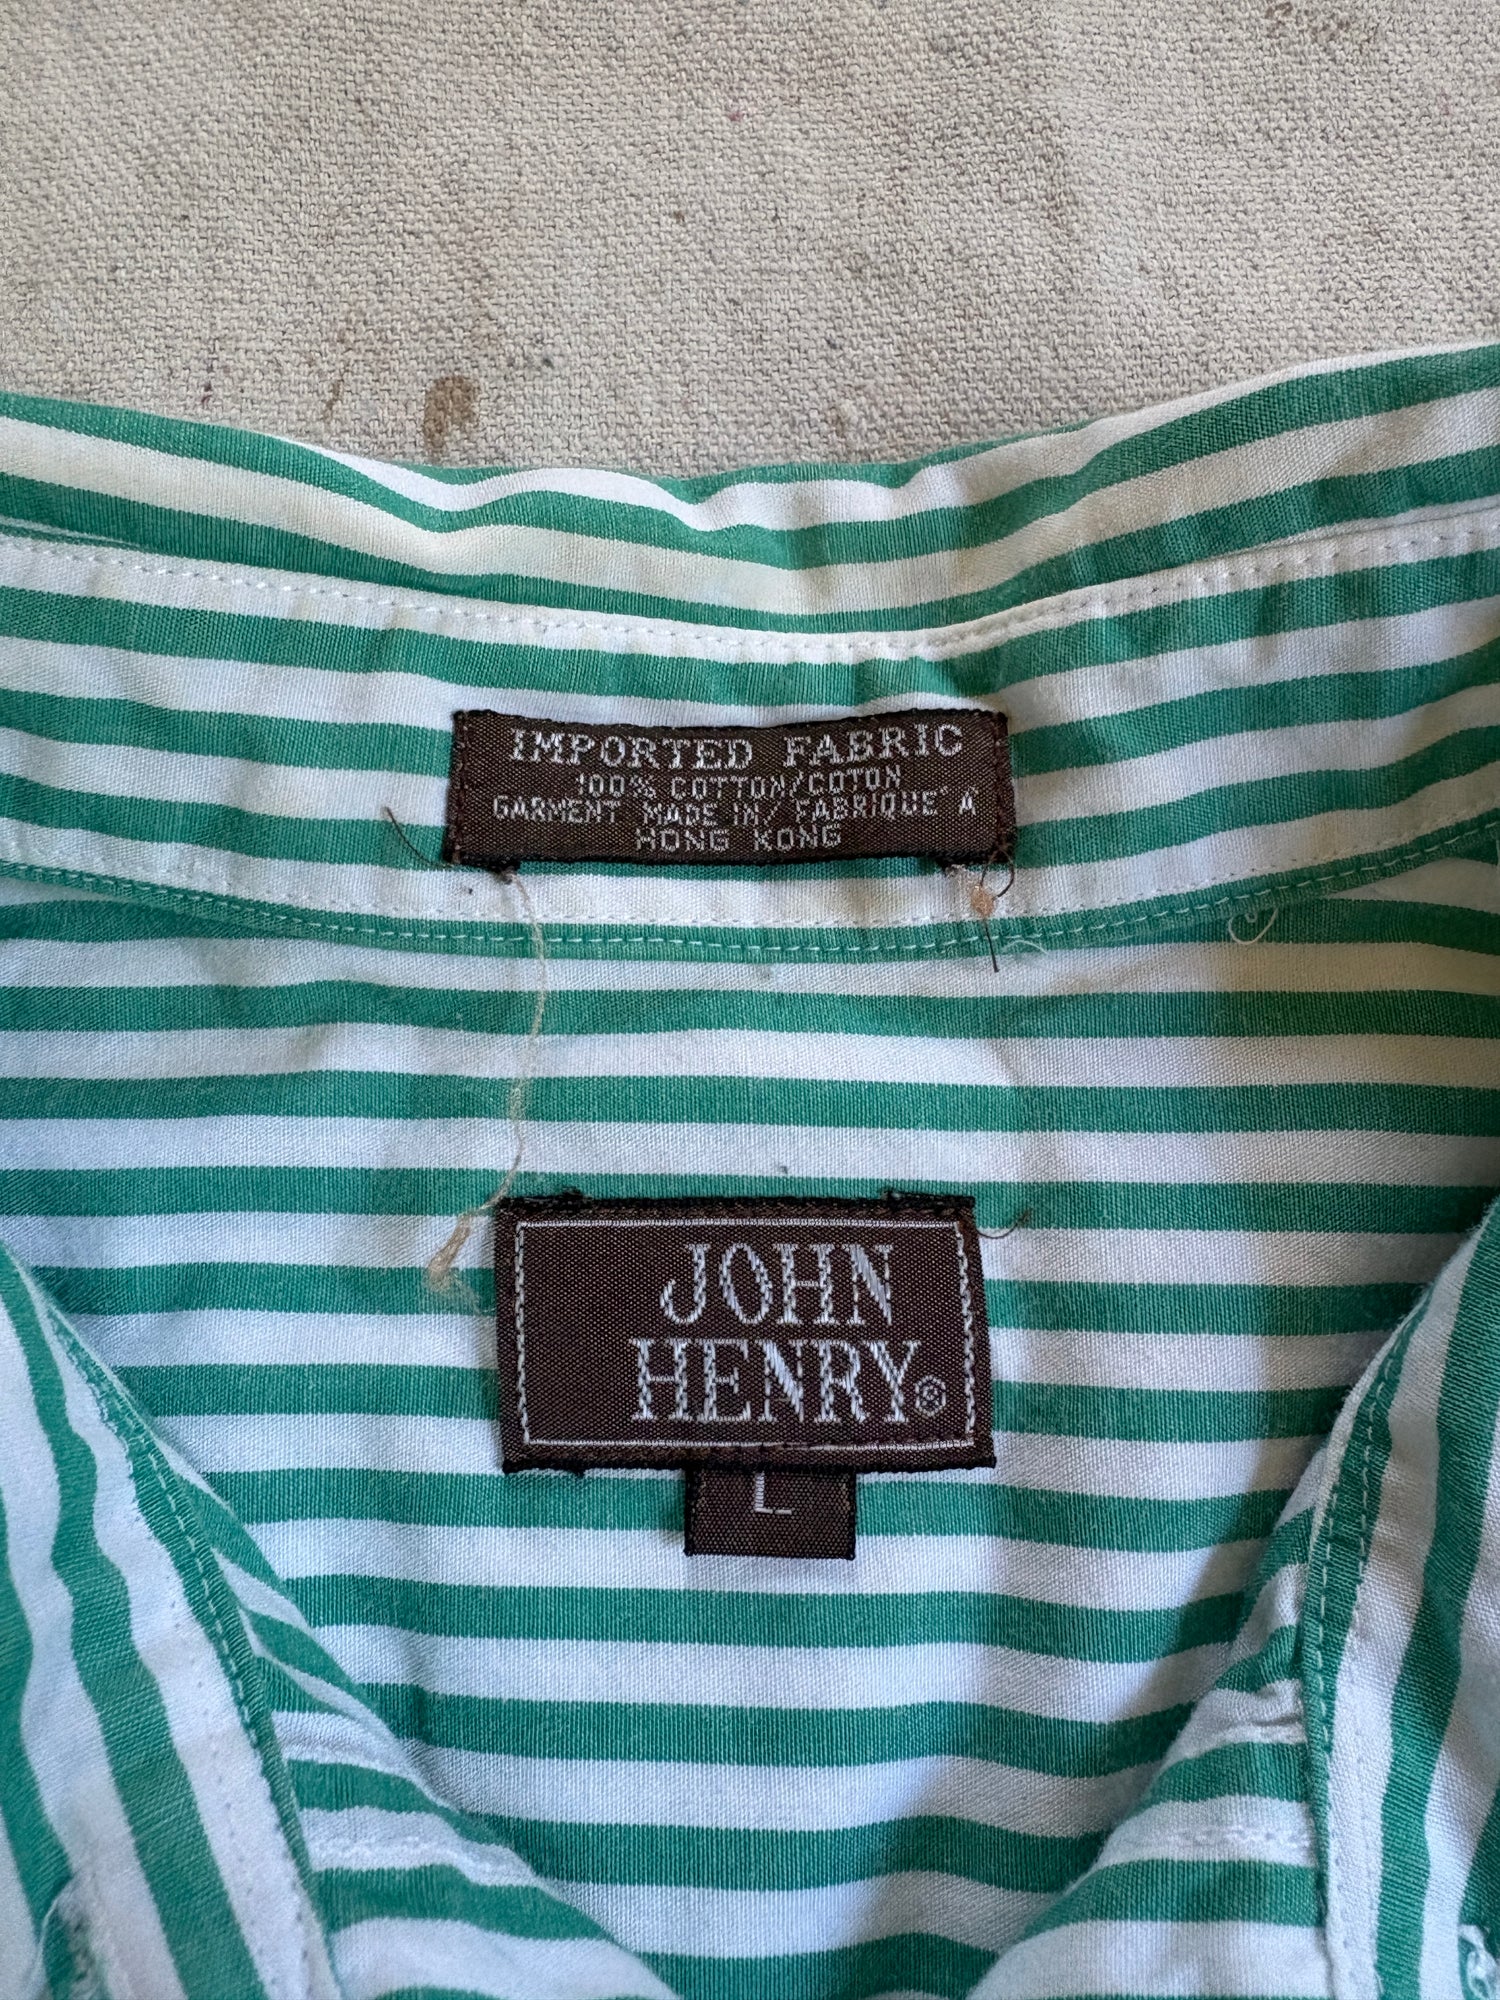 IMPORTED FABRIC
100% COTTON/COTON
GARMENT MADE IN/FABRIQUE' A
HONG KONG
JOHN
HENRY®
L